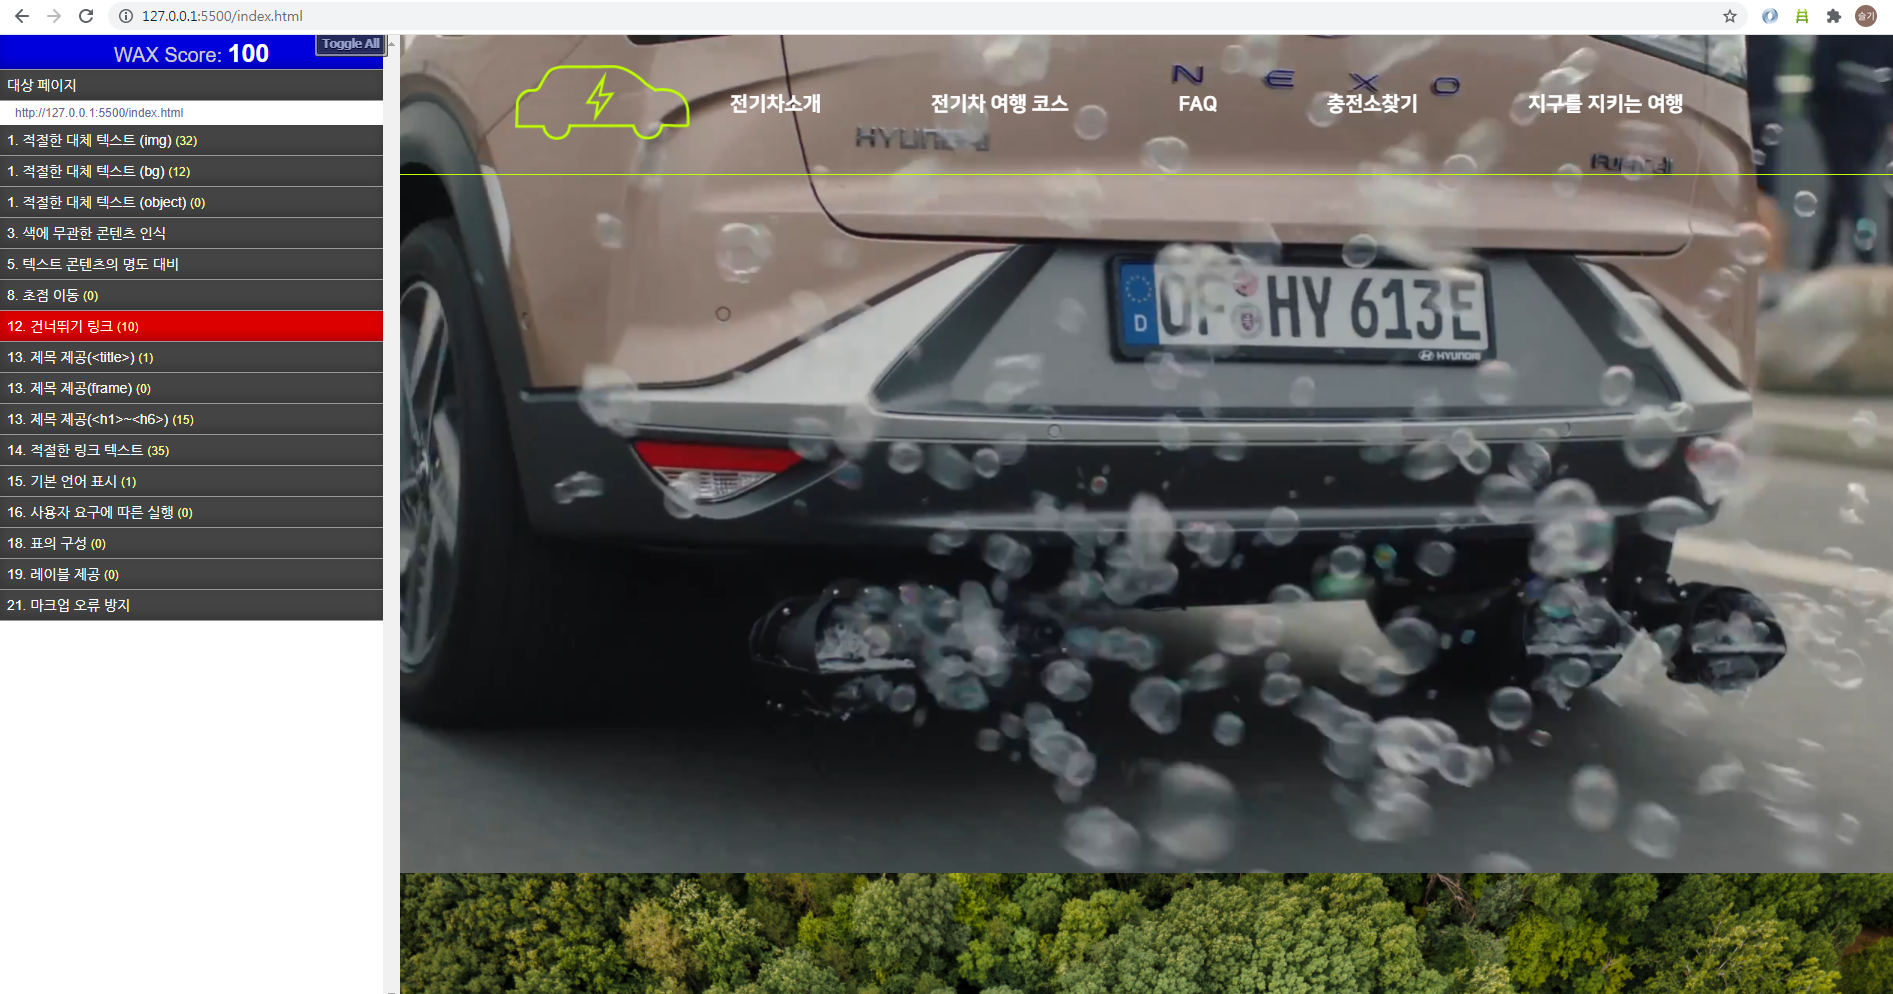 127.0.0.1:5500/index.html
슬기
WAX Score: 100
Toggle All
대상 페이지
http://127.0.0.1:5500/index.html
1. 적절한 대체 텍스트 (img) (32)
1. 적절한 대체 텍스트 (bg) (12)
1. 적절한 대체 텍스트 (object) (0)
3. 색에 무관한 콘텐츠 인식
5. 텍스트 콘텐츠의 명도 대비
8. 초점 이동 (0)
12. 건너뛰기 링크 (10)
13. 제목 제공(<title>) (1)
13. 제목 제공(frame) (0)
13. 제목 제공(<h1>~<h6>) (15)
14. 적절한 링크 텍스트 (35)
15. 기본 언어 표시 (1)
16. 사용자 요구에 따른 실행 (0)
18. 표의 구성 (0)
19. 레이블 제공 (0)
21. 마크업 오류 방지
NEXO
전기차소개 전기차 여행 코스 FAQ 충전소찾기 지구를 지키는 여행
HYUNDAI
D OF HY 613E
HYUNDAI